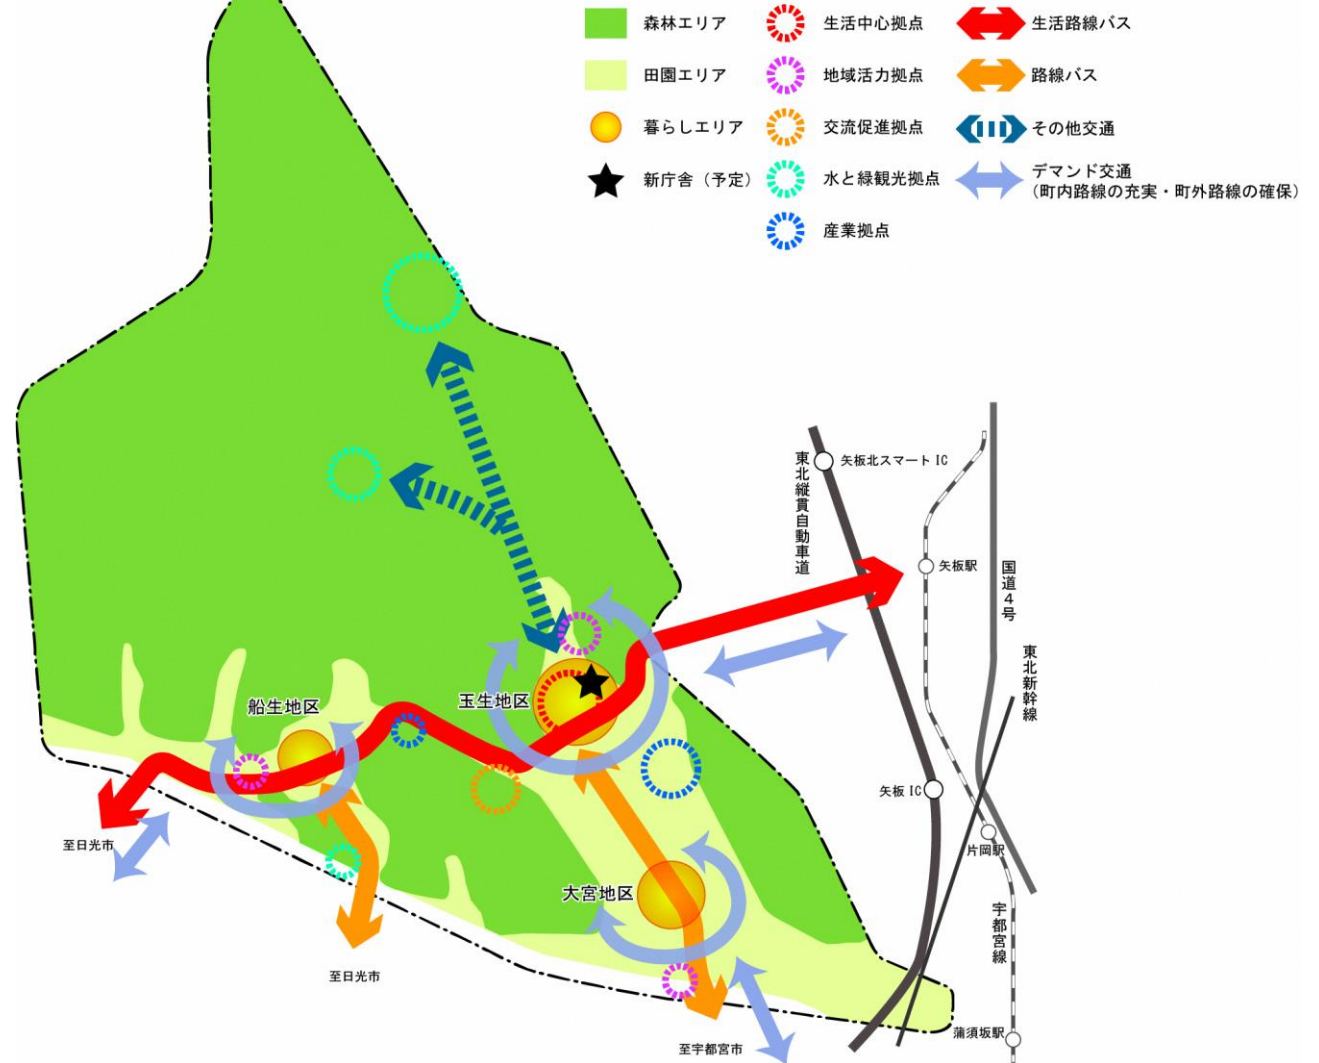 森林エリア
田園エリア
暮らしエリア
新庁舎（予定）
生活中心拠点
地域活力拠点
交流促進拠点
水と緑観光拠点
産業拠点
生活路線バス
路線バス
その他交通
デマンド交通
（町内路線の充実・町外路線の確保）
東北縦貫自動車道
矢板北スマートIC
矢板駅
国道4号
東北新幹線
船生地区
玉生地区
矢板IC
至日光市
片岡駅
大宮地区
宇都宮線
至日光市
蒲須坂駅
至宇都宮市